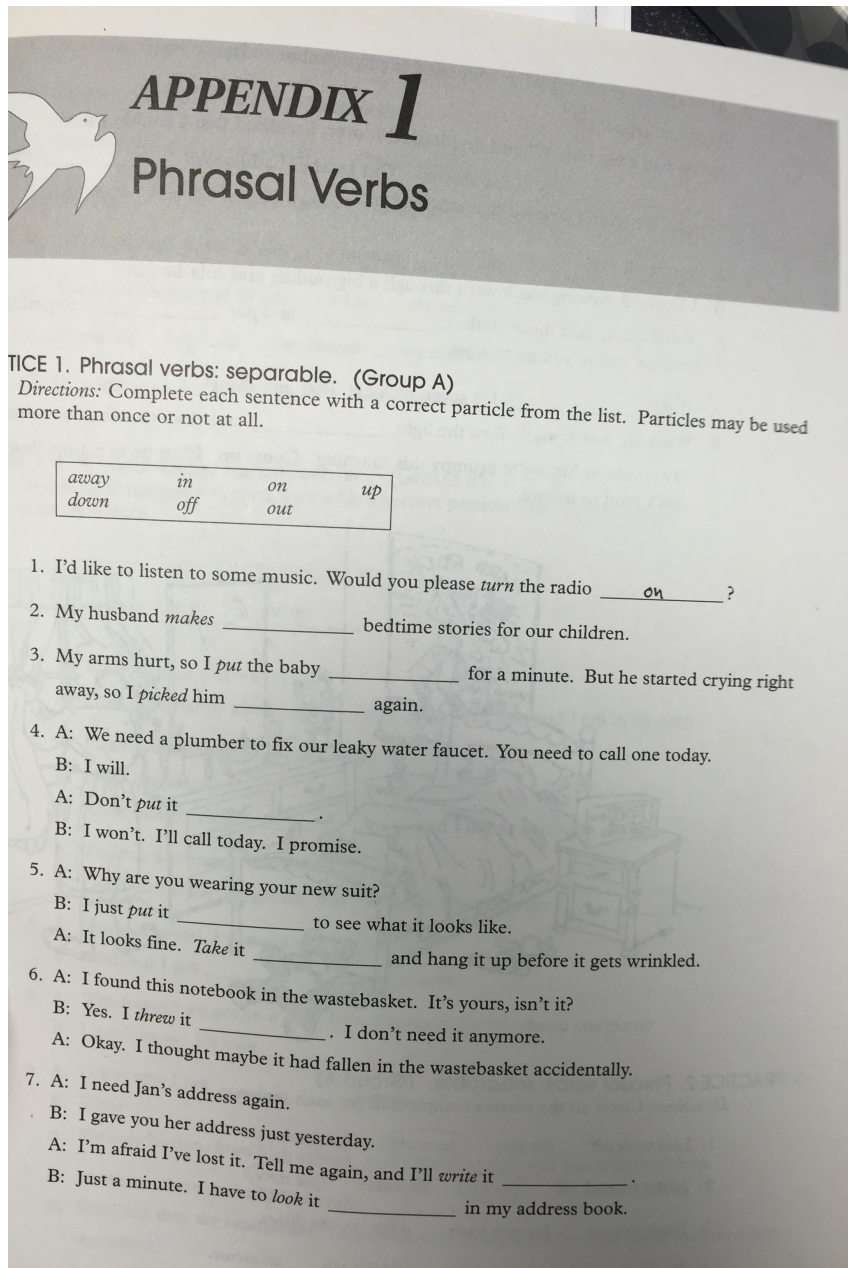 APPENDIX 1
Phrasal Verbs
TICE 1. Phrasal verbs: separable. (Group A)
Directions: Complete each sentence with a correct particle from the list. Particles may be used
more than once or not at all.
away in on up
down off out
1. I'd like to listen to some music. Would you please turn the radio on ?
2. My husband makes ________ bedtime stories for our children.
3. My arms hurt, so I put the baby ________ for a minute. But he started crying right
away, so I picked him ________ again.
4. A: We need a plumber to fix our leaky water faucet. You need to call one today.
B: I will.
A: Don't put it ________.
B: I won't. I'll call today. I promise.
5. A: Why are you wearing your new suit?
B: I just put it ________ to see what it looks like.
A: It looks fine. Take it ________ and hang it up before it gets wrinkled.
6. A: I found this notebook in the wastebasket. It's yours, isn't it?
B: Yes. I threw it ________. I don't need it anymore.
A: Okay. I thought maybe it had fallen in the wastebasket accidentally.
7. A: I need Jan's address again.
B: I gave you her address just yesterday.
A: I'm afraid I've lost it. Tell me again, and I'll write it ________.
B: Just a minute. I have to look it ________ in my address book.